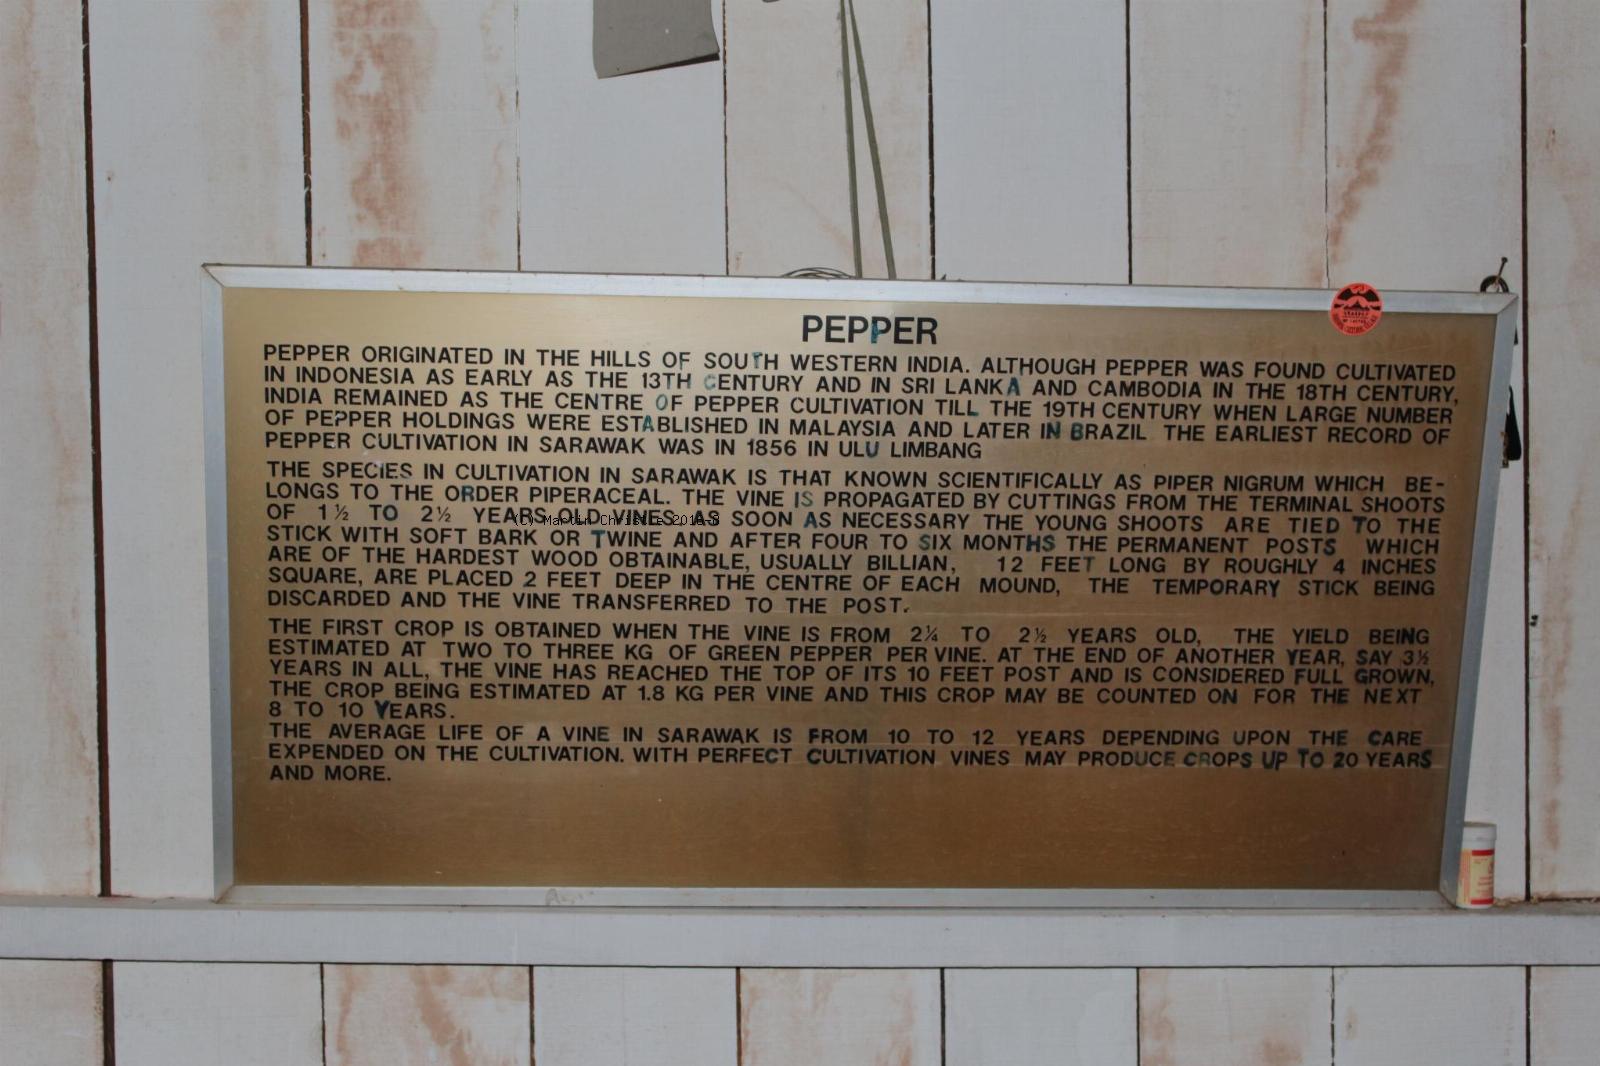 PEPPER
PEPPER ORIGINATED IN THE HILLS OF SOUTH WESTERN INDIA. ALTHOUGH PEPPER WAS FOUND CULTIVATED
IN INDONESIA AS EARLY AS THE 13TH CENTURY AND IN SRI LANKA AND CAMBODIA IN THE 18TH CENTURY,
INDIA REMAINED AS THE CENTRE OF PEPPER CULTIVATION TILL THE 19TH CENTURY WHEN LARGE NUMBER
OF PEPPER HOLDINGS WERE ESTABLISHED IN MALAYSIA AND LATER IN BRAZIL THE EARLIEST RECORD OF
PEPPER CULTIVATION IN SARAWAK WAS IN 1856 IN ULU LIMBANG
THE SPECIES IN CULTIVATION IN SARAWAK IS THAT KNOWN SCIENTIFICALLY AS PIPER NIGRUM WHICH BE-
LONGS TO THE ORDER PIPERACEAL. THE VINE IS PROPAGATED BY CUTTINGS FROM THE TERMINAL SHOOTS
OF 1½ TO 2½ YEARS OLD VINES AS SOON AS NECESSARY THE YOUNG SHOOTS ARE TIED TO THE
STICK WITH SOFT BARK OR TWINE AND AFTER FOUR TO SIX MONTHS THE PERMANENT POSTS WHICH
ARE OF THE HARDEST WOOD OBTAINABLE, USUALLY BILLIAN, 12 FEET LONG BY ROUGHLY 4 INCHES
SQUARE, ARE PLACED 2 FEET DEEP IN THE CENTRE OF EACH MOUND, THE TEMPORARY STICK BEING
DISCARDED AND THE VINE TRANSFERRED TO THE POST.
THE FIRST CROP IS OBTAINED WHEN THE VINE IS FROM 2¼ TO 2½ YEARS OLD, THE YIELD BEING
ESTIMATED AT TWO TO THREE KG OF GREEN PEPPER PER VINE. AT THE END OF ANOTHER YEAR, SAY 3½
YEARS IN ALL, THE VINE HAS REACHED THE TOP OF ITS 10 FEET POST AND IS CONSIDERED FULL GROWN,
THE CROP BEING ESTIMATED AT 1.8 KG PER VINE AND THIS CROP MAY BE COUNTED ON FOR THE NEXT
8 TO 10 YEARS.
THE AVERAGE LIFE OF A VINE IN SARAWAK IS FROM 10 TO 12 YEARS DEPENDING UPON THE CARE
EXPENDED ON THE CULTIVATION. WITH PERFECT CULTIVATION VINES MAY PRODUCE CROPS UP TO 20 YEARS
AND MORE.
(C) Martin Christie